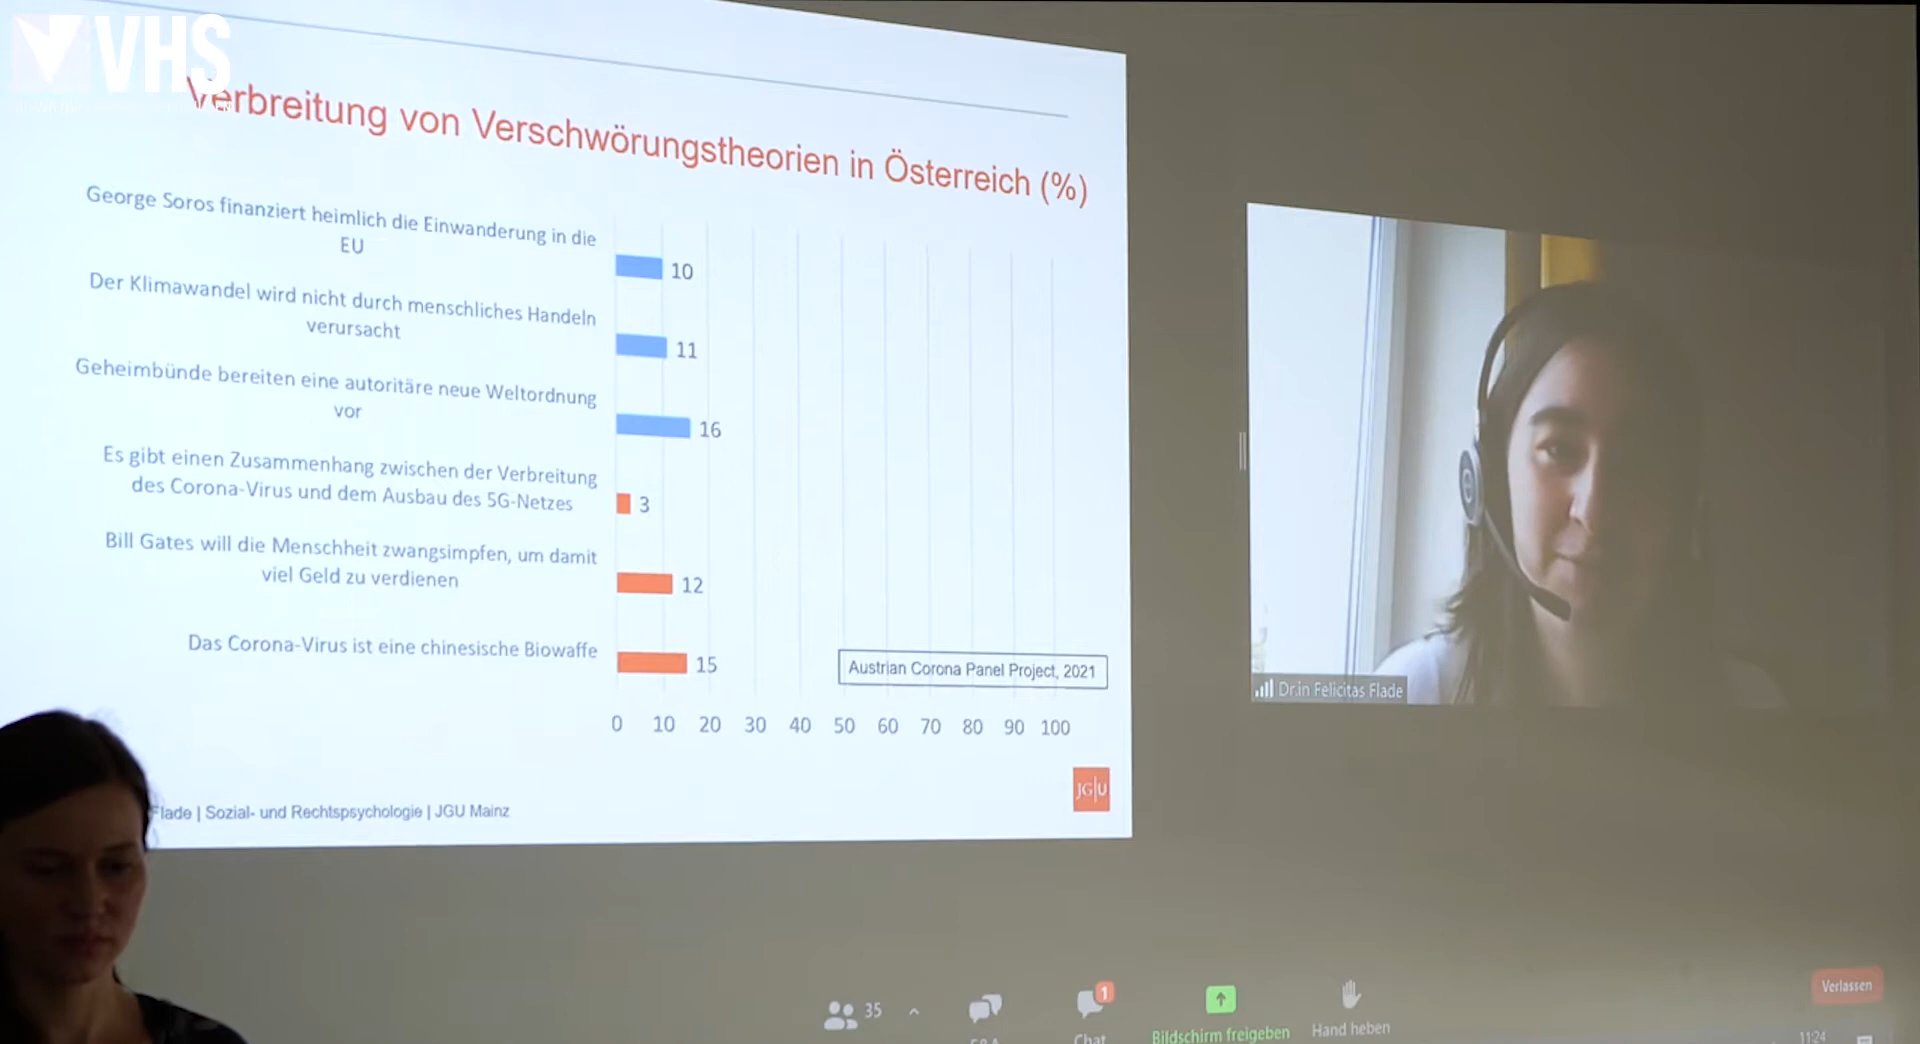 VHS
Verbreitung von Verschwörungstheorien in Österreich (%)
George Soros finanziert heimlich die Einwanderung in die
EU
10
Der Klimawandel wird nicht durch menschliches Handeln
verursacht
11
Geheimbünde bereiten eine autoritäre neue Weltordnung
vor
16
Es gibt einen Zusammenhang zwischen der Verbreitung
des Corona-Virus und dem Ausbau des 5G-Netzes
3
Bill Gates will die Menschheit zwangsimpfen, um damit
viel Geld zu verdienen
12
Das Corona-Virus ist eine chinesische Biowaffe
15
Austrian Corona Panel Project, 2021
0 10 20 30 40 50 60 70 80 90 100
JG|U
Flade | Sozial- und Rechtspsychologie | JGU Mainz
Dr.in Felicitas Flade
35
1
Chat
Bildschirm freigeben
Hand heben
Verlassen
11:24